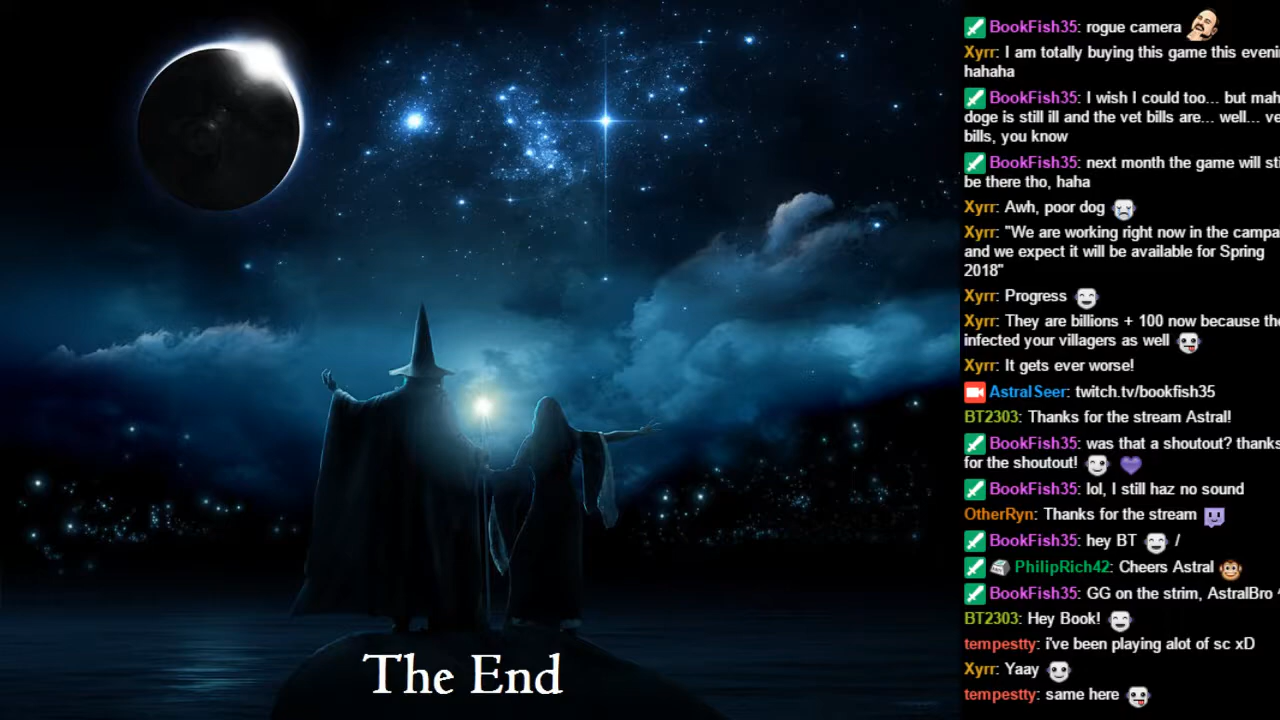 The End
BookFish35: rogue camera
Xyrr: I am totally buying this game this eveni
hahaha
BookFish35: I wish I could too... but mah
doge is still ill and the vet bills are... well... ve
bills, you know
BookFish35: next month the game will sti
be there tho, haha
Xyrr: Awh, poor dog
Xyrr: "We are working right now in the campa
and we expect it will be available for Spring
2018"
Xyrr: Progress
Xyrr: They are billions + 100 now because the
infected your villagers as well
Xyrr: It gets ever worse!
AstralSeer: twitch.tv/bookfish35
BT2303: Thanks for the stream Astral!
BookFish35: was that a shoutout? thanks
for the shoutout!
BookFish35: lol, I still haz no sound
OtherRyn: Thanks for the stream
BookFish35: hey BT /
PhilipRich42: Cheers Astral
BookFish35: GG on the strim, AstralBro ^
BT2303: Hey Book!
tempestty: i've been playing alot of sc xD
Xyrr: Yaay
tempestty: same here